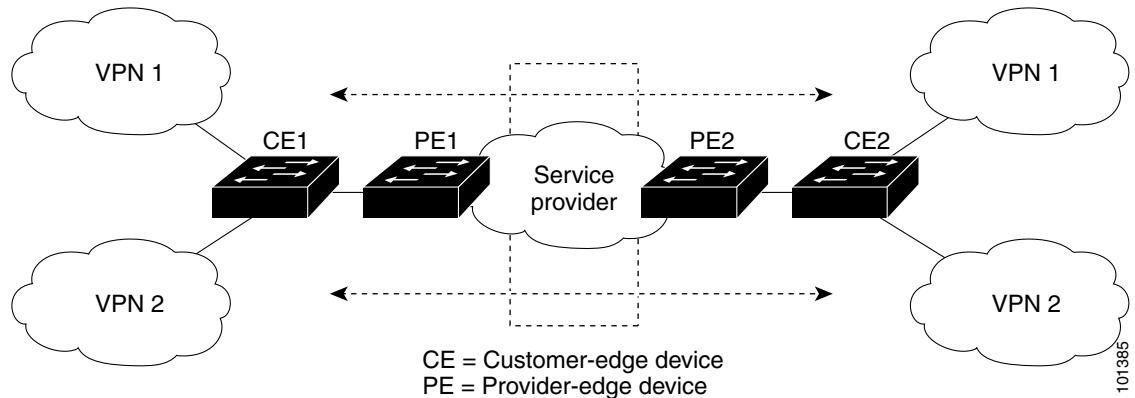 VPN 1
VPN 1
CE1
PE1
PE2
CE2
Service
provider
VPN 2
VPN 2
CE = Customer-edge device
PE = Provider-edge device
101385